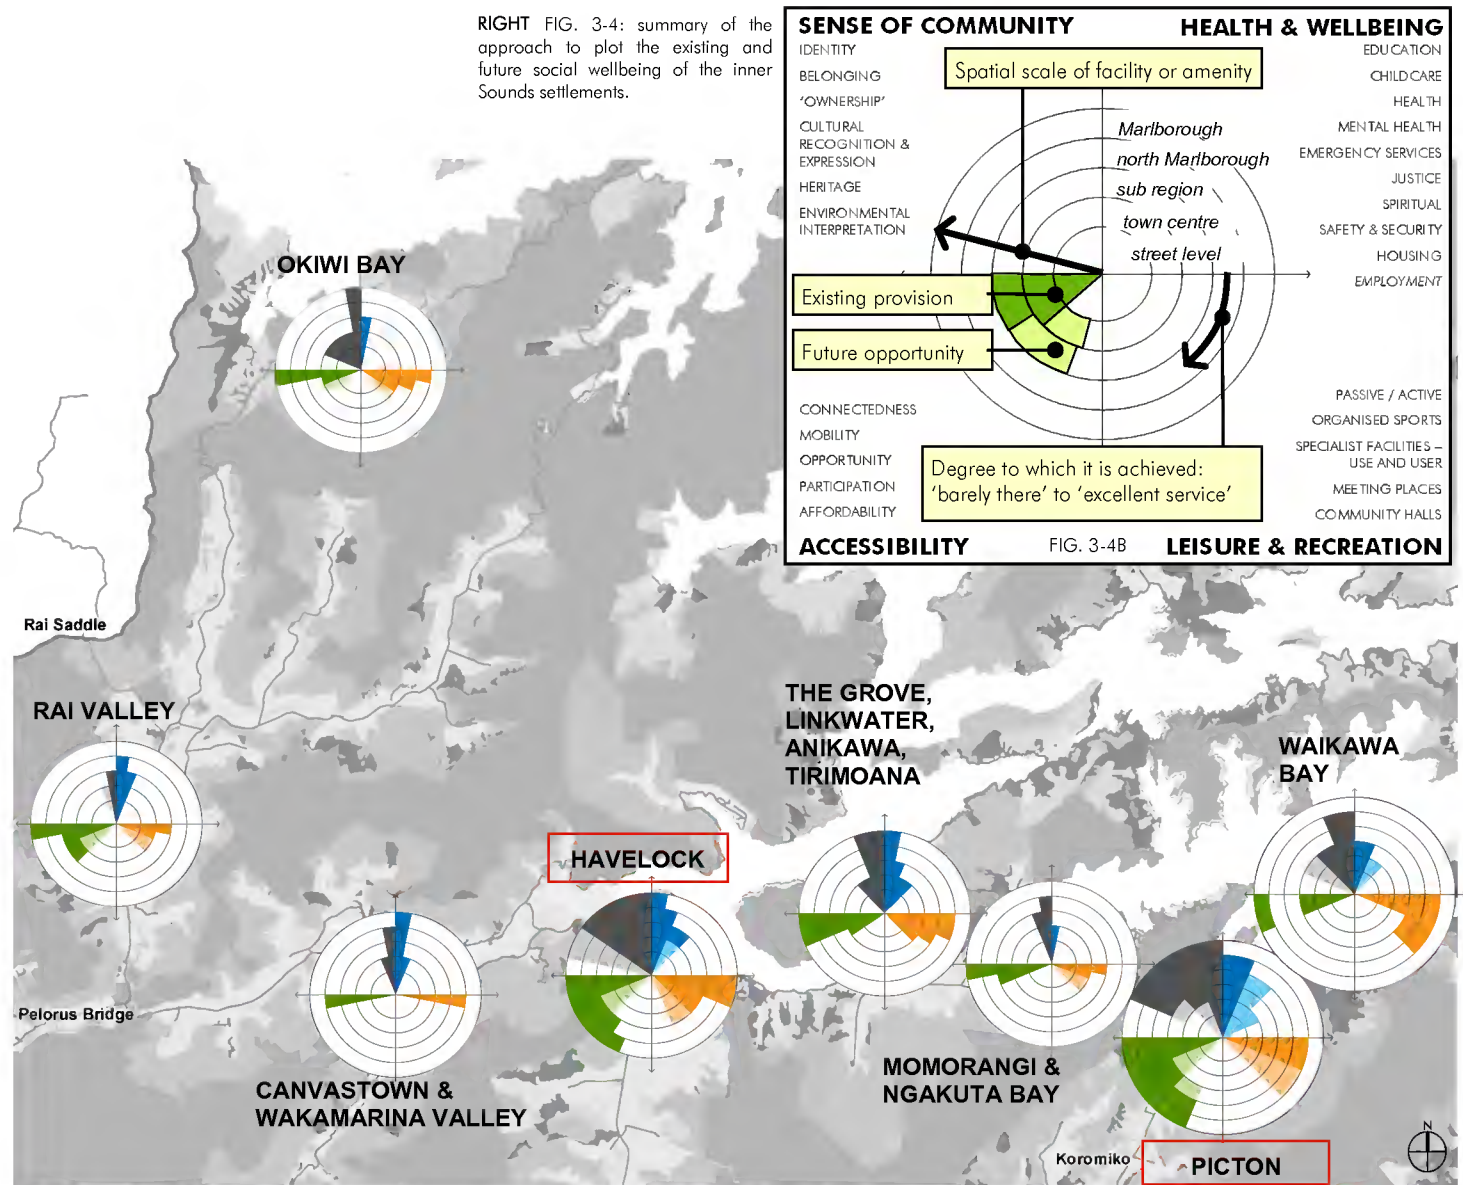 RIGHT FIG. 3-4: summary of the
approach to plot the existing and
future social wellbeing of the inner
Sounds settlements.
SENSE OF COMMUNITY
HEALTH & WELLBEING
IDENTITY
BELONGING
'OWNERSHIP'
CULTURAL
RECOGNITION &
EXPRESSION
HERITAGE
ENVIRONMENTAL
INTERPRETATION
EDUCATION
CHILDCARE
HEALTH
MENTAL HEALTH
EMERGENCY SERVICES
JUSTICE
SPIRITUAL
SAFETY & SECURITY
HOUSING
EMPLOYMENT
Spatial scale of facility or amenity
Marlborough
north Marlborough
sub region
town centre
street level
Existing provision
Future opportunity
CONNECTEDNESS
MOBILITY
OPPORTUNITY
PARTICIPATION
AFFORDABILITY
Degree to which it is achieved:
'barely there' to 'excellent service'
PASSIVE / ACTIVE
ORGANISED SPORTS
SPECIALIST FACILITIES –
USE AND USER
MEETING PLACES
COMMUNITY HALLS
ACCESSIBILITY
FIG. 3-4B
LEISURE & RECREATION
OKIWI BAY
Rai Saddle
RAI VALLEY
THE GROVE,
LINKWATER,
ANIKAWA,
TIRIMOANA
WAIKAWA
BAY
HAVELOCK
Pelorus Bridge
CANVASTOWN &
WAKAMARINA VALLEY
MOMORANGI &
NGAKUTA BAY
Koromiko
PICTON
N